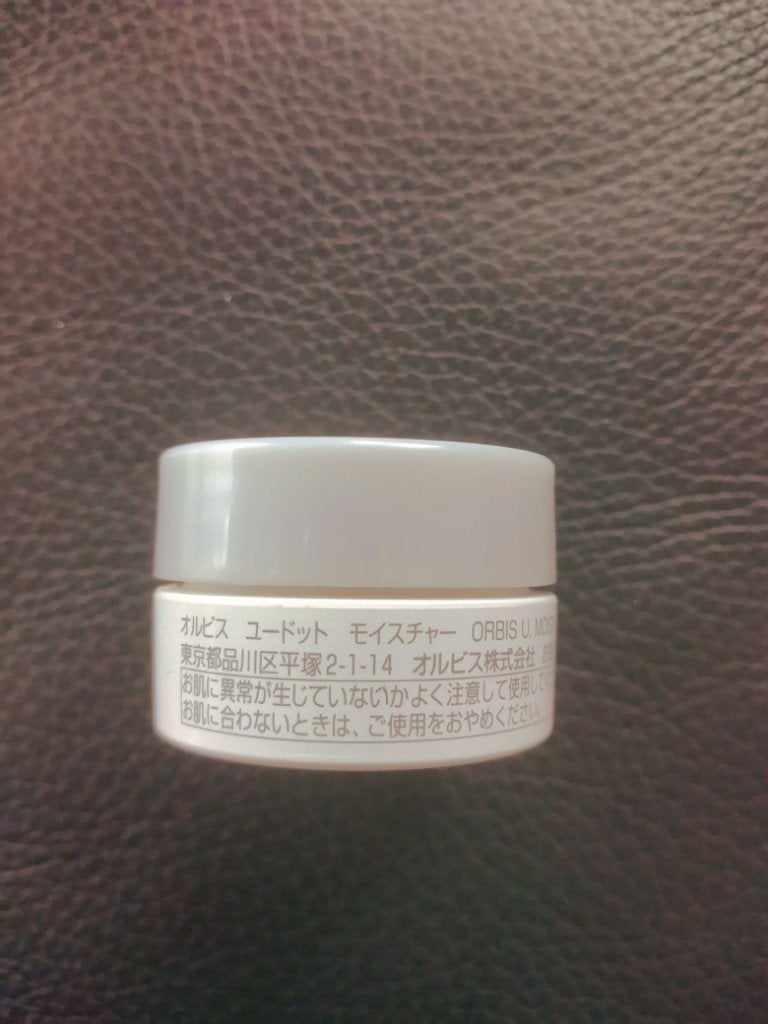 オルビス ユードット モイスチャー ORBIS U.
東京都品川区平塚2-1-14 オルビス株式会社
お肌に異常が生じていないかよく注意して使用して
お肌に合わないときは、ご使用をおやめください。